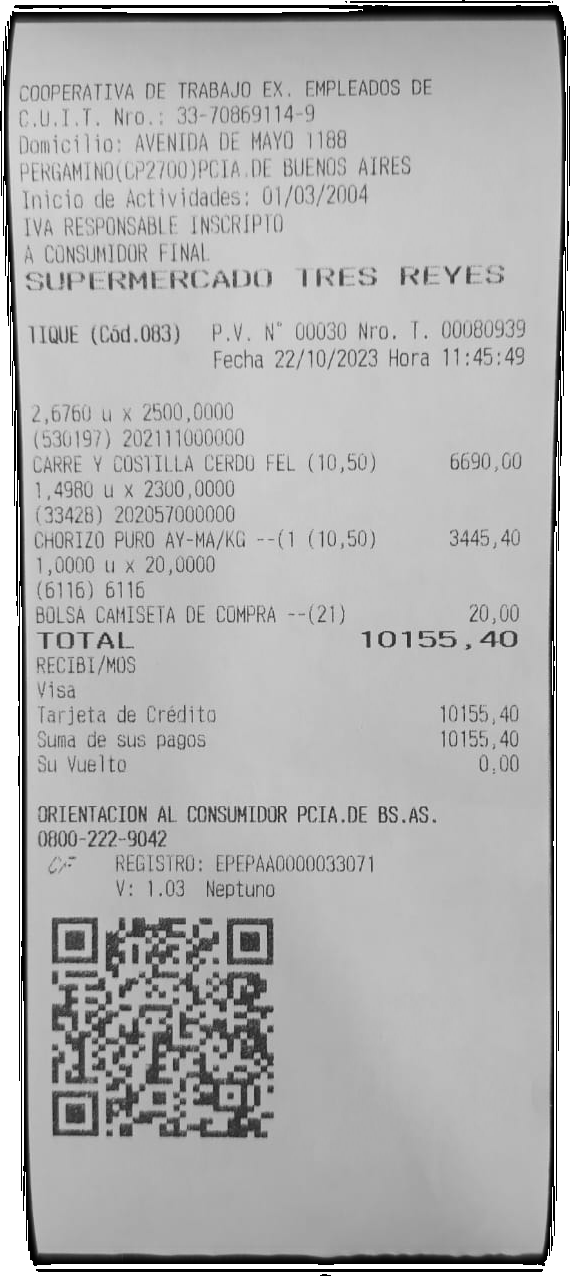 COOPERATIVA DE TRABAJO EX. EMPLEADOS DE
C.U.I.T. Nro.: 33-70869114-9
Domicilio: AVENIDA DE MAYO 1188
PERGAMINO(CP2700)PCIA.DE BUENOS AIRES
Inicio de Actividades: 01/03/2004
IVA RESPONSABLE INSCRIPTO
A CONSUMIDOR FINAL
SUPERMERCADO TRES REYES
TIQUE (Cód.083) P.V. N° 00030 Nro. T. 00080939
Fecha 22/10/2023 Hora 11:45:49
2,6760 u x 2500,0000
(530197) 202111000000
CARRE Y COSTILLA CERDO FEL (10,50) 6690,00
1,4980 u x 2300,0000
(33428) 202057000000
CHORIZO PURO AY-MA/KG --(1 (10,50) 3445,40
1,0000 u x 20,0000
(6116) 6116
BOLSA CAMISETA DE COMPRA --(21) 20,00
TOTAL 10155,40
RECIBI/MOS
Visa
Tarjeta de Crédito 10155,40
Suma de sus pagos 10155,40
Su Vuelto 0,00
ORIENTACION AL CONSUMIDOR PCIA.DE BS.AS.
0800-222-9042
CF REGISTRO: EPEPAA0000033071
V: 1.03 Neptuno